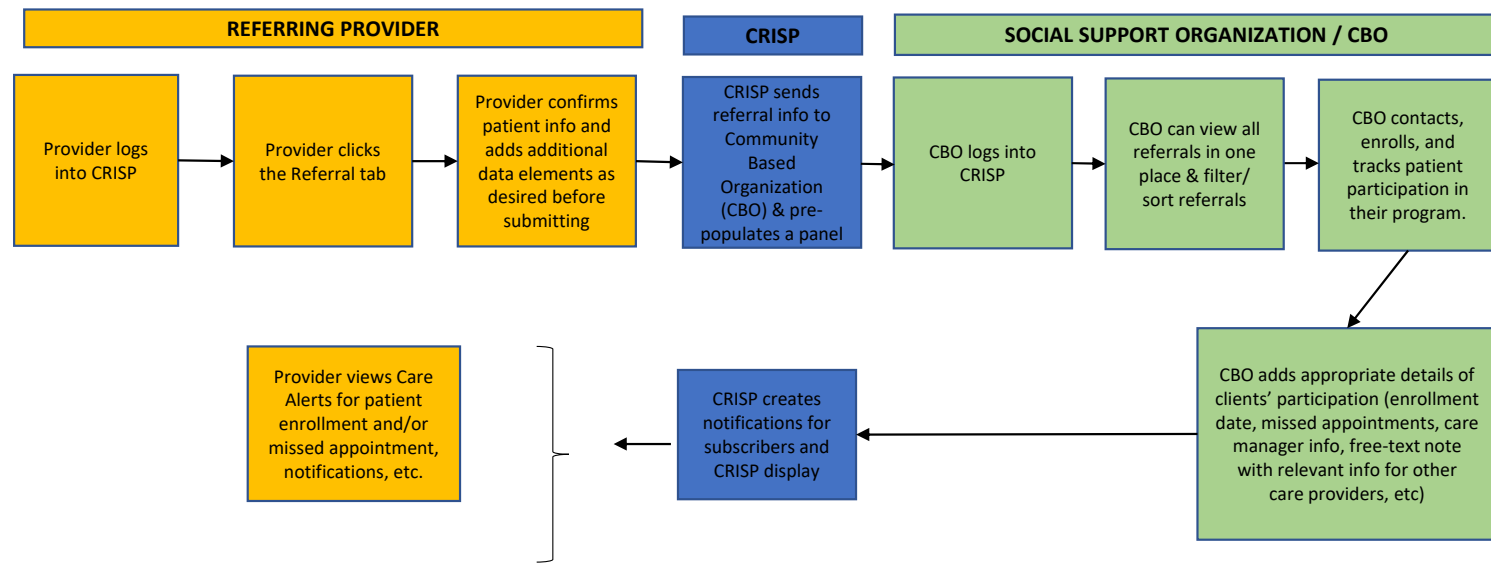 REFERRING PROVIDER
CRISP
SOCIAL SUPPORT ORGANIZATION / CBO
Provider logs
into CRISP
Provider clicks
the Referral tab
Provider confirms
patient info and
adds additional
data elements as
desired before
submitting
CRISP sends
referral info to
Community
Based
Organization
(CBO) & pre-
populates a panel
CBO logs into
CRISP
CBO can view all
referrals in one
place & filter/
sort referrals
CBO contacts,
enrolls, and
tracks patient
participation in
their program.
Provider views Care
Alerts for patient
enrollment and/or
missed appointment,
notifications, etc.
CRISP creates
notifications for
subscribers and
CRISP display
CBO adds appropriate details of
clients’ participation (enrollment
date, missed appointments, care
manager info, free-text note
with relevant info for other
care providers, etc)